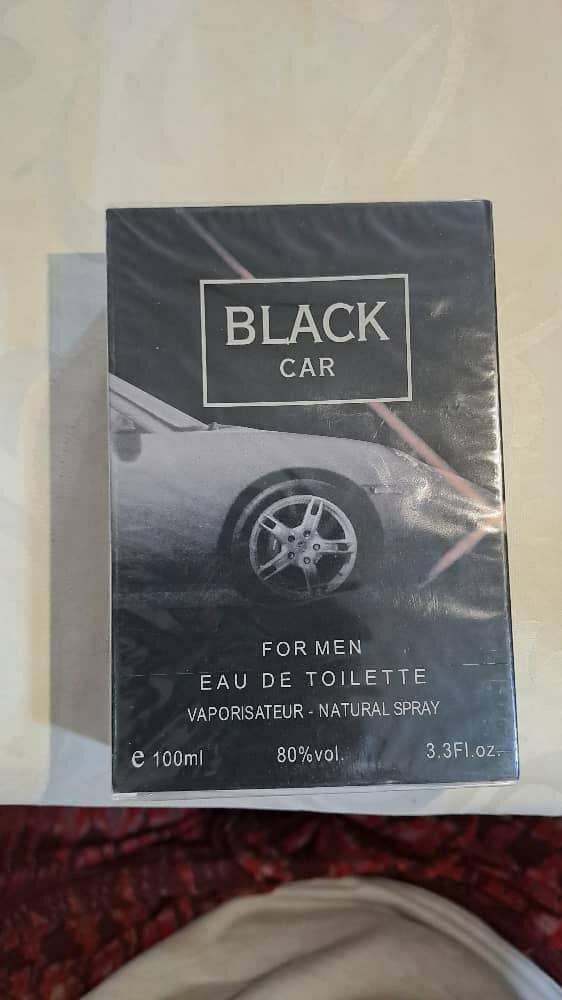 BLACK
CAR
FOR MEN
EAU DE TOILETTE
VAPORISATEUR - NATURAL SPRAY
e 100ml 80%vol. 3.3Fl.oz.